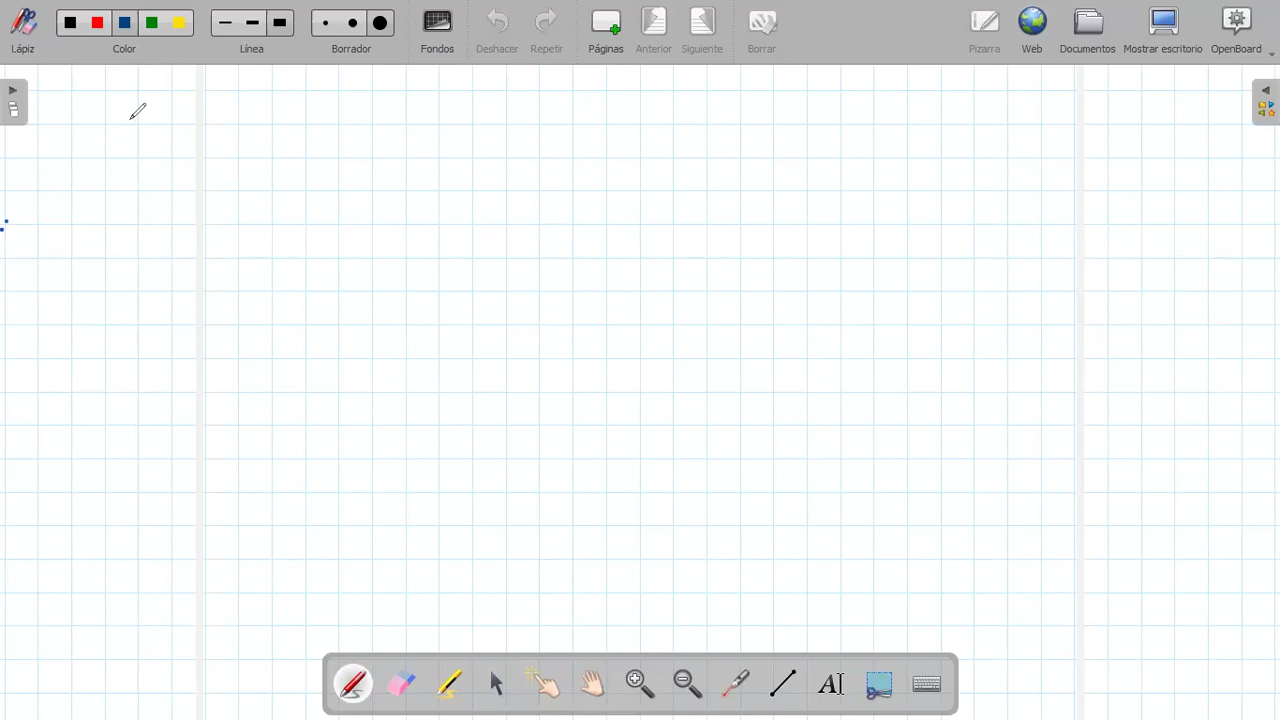 Lápiz
Color
Línea
Borrador
Fondos
Deshacer
Repetir
Páginas
Anterior
Siguiente
Borrar
Pizarra
Web
Documentos
Mostrar escritorio
OpenBoard